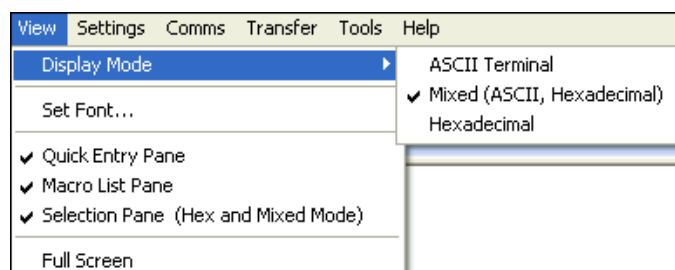 View Settings Comms Transfer Tools Help
Display Mode
ASCII Terminal
Mixed (ASCII, Hexadecimal)
Hexadecimal
Set Font...
Quick Entry Pane
Macro List Pane
Selection Pane (Hex and Mixed Mode)
Full Screen